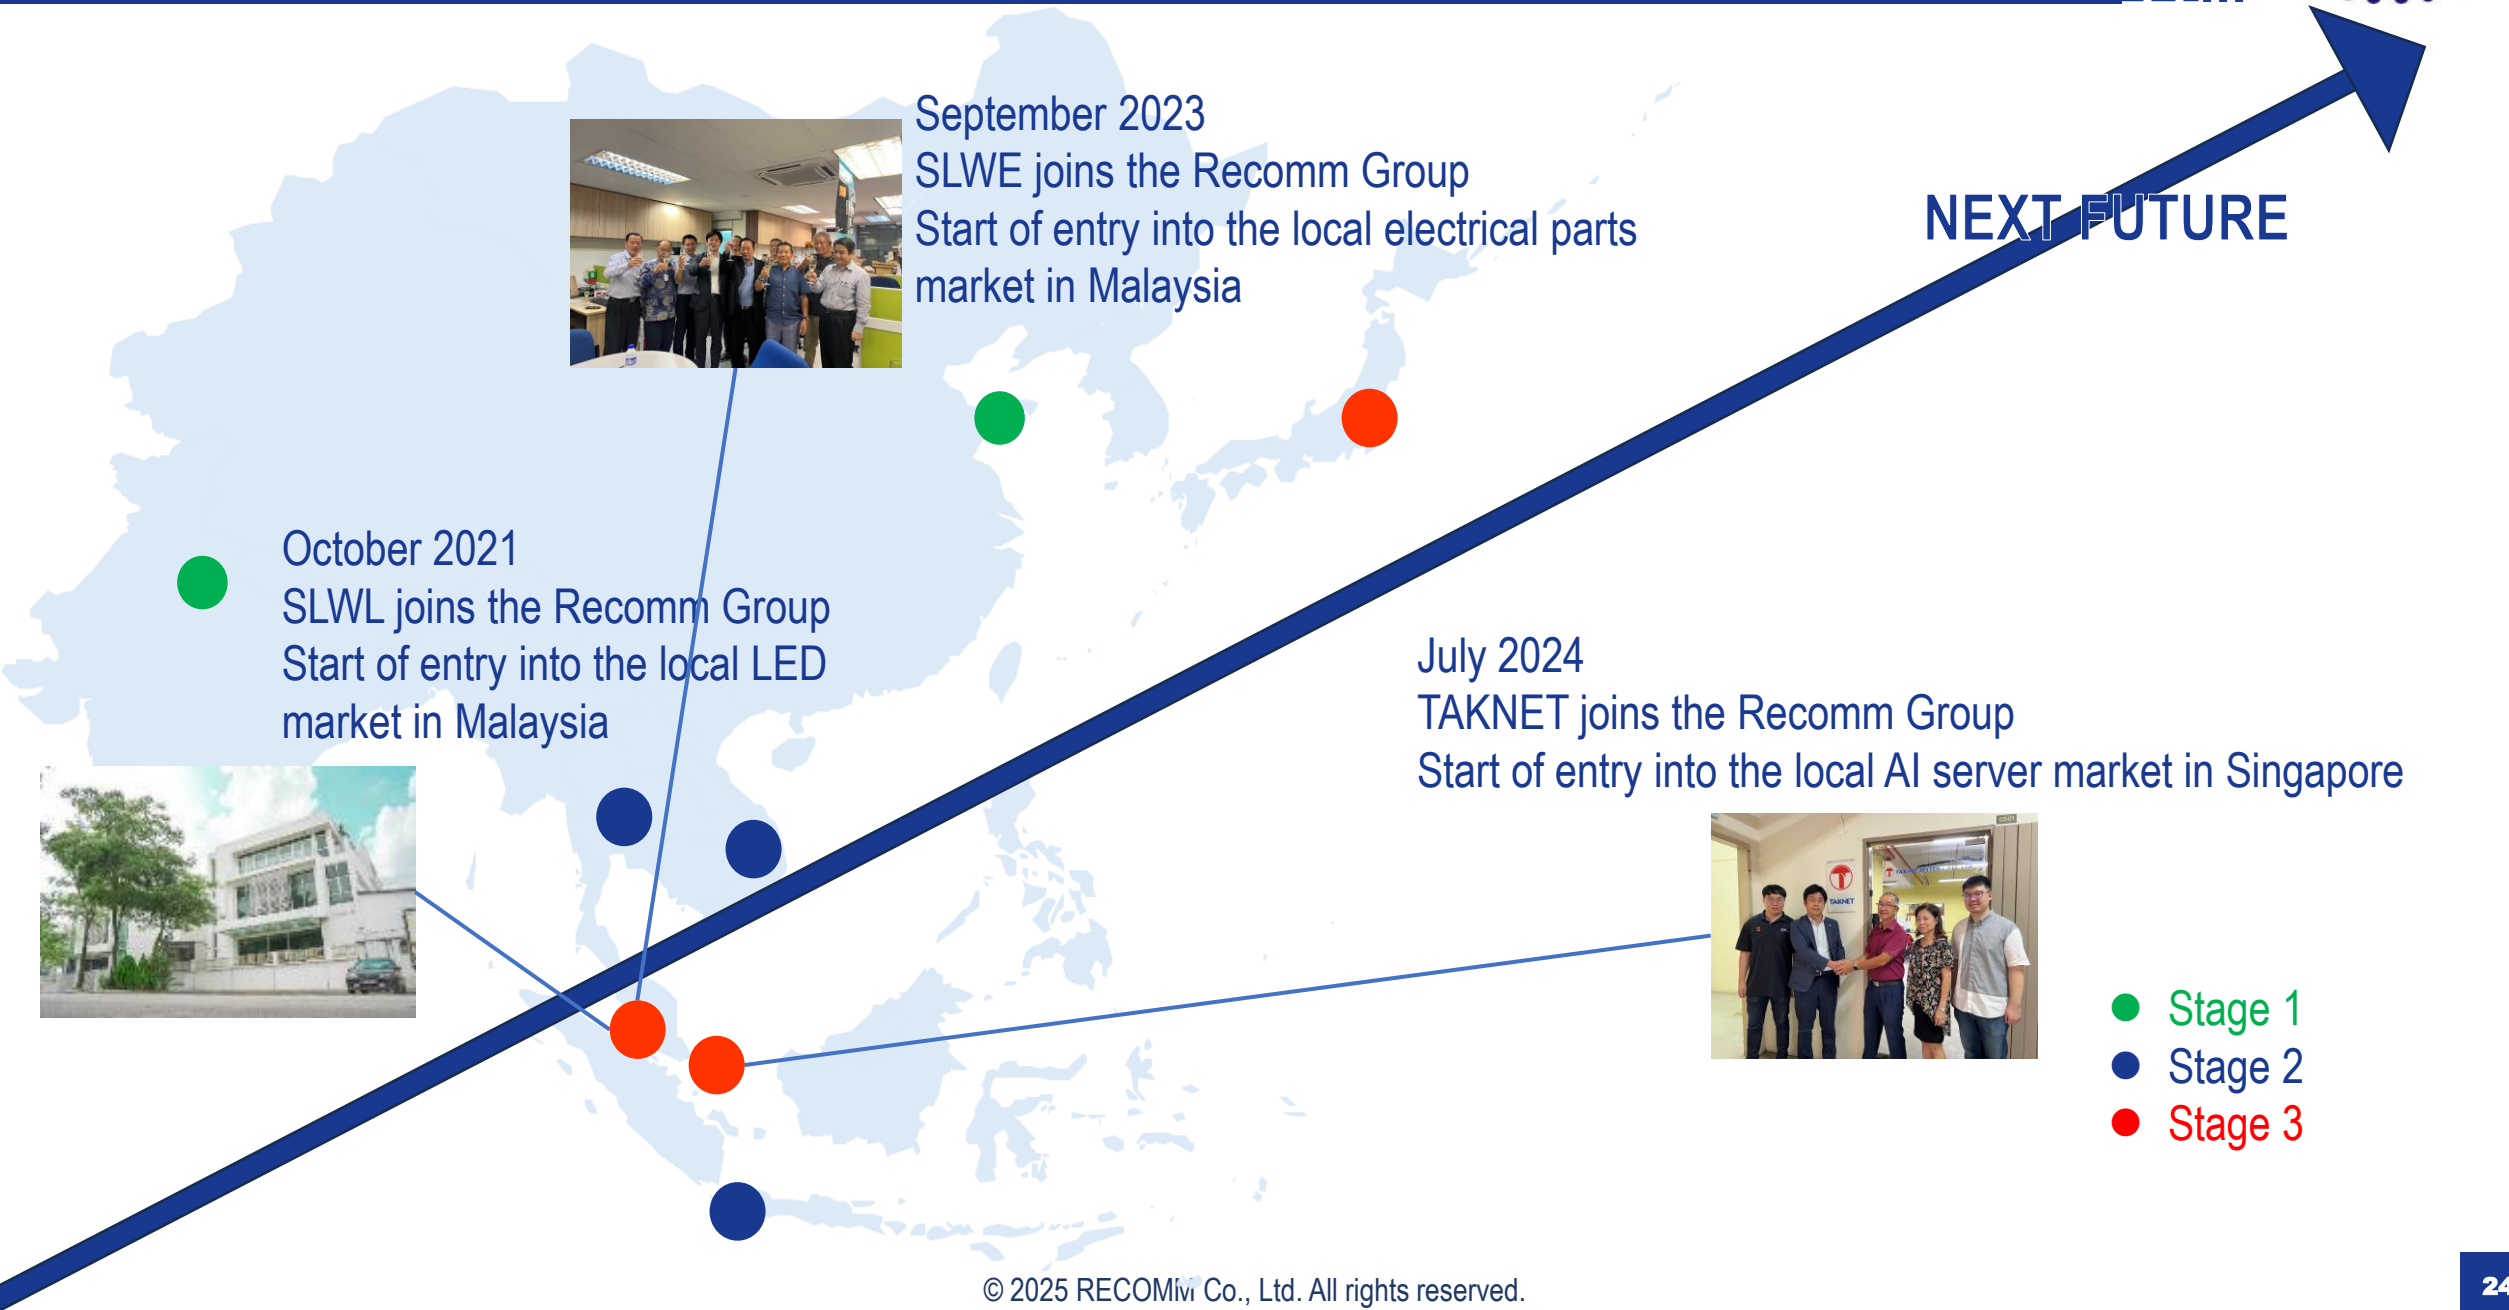 September 2023
SLWE joins the Recomm Group
Start of entry into the local electrical parts
market in Malaysia
NEXT FUTURE
October 2021
SLWL joins the Recomm Group
Start of entry into the local LED
market in Malaysia
July 2024
TAKNET joins the Recomm Group
Start of entry into the local AI server market in Singapore
TAKNET
Stage 1
Stage 2
Stage 3
© 2025 RECOMM Co., Ltd. All rights reserved.
24